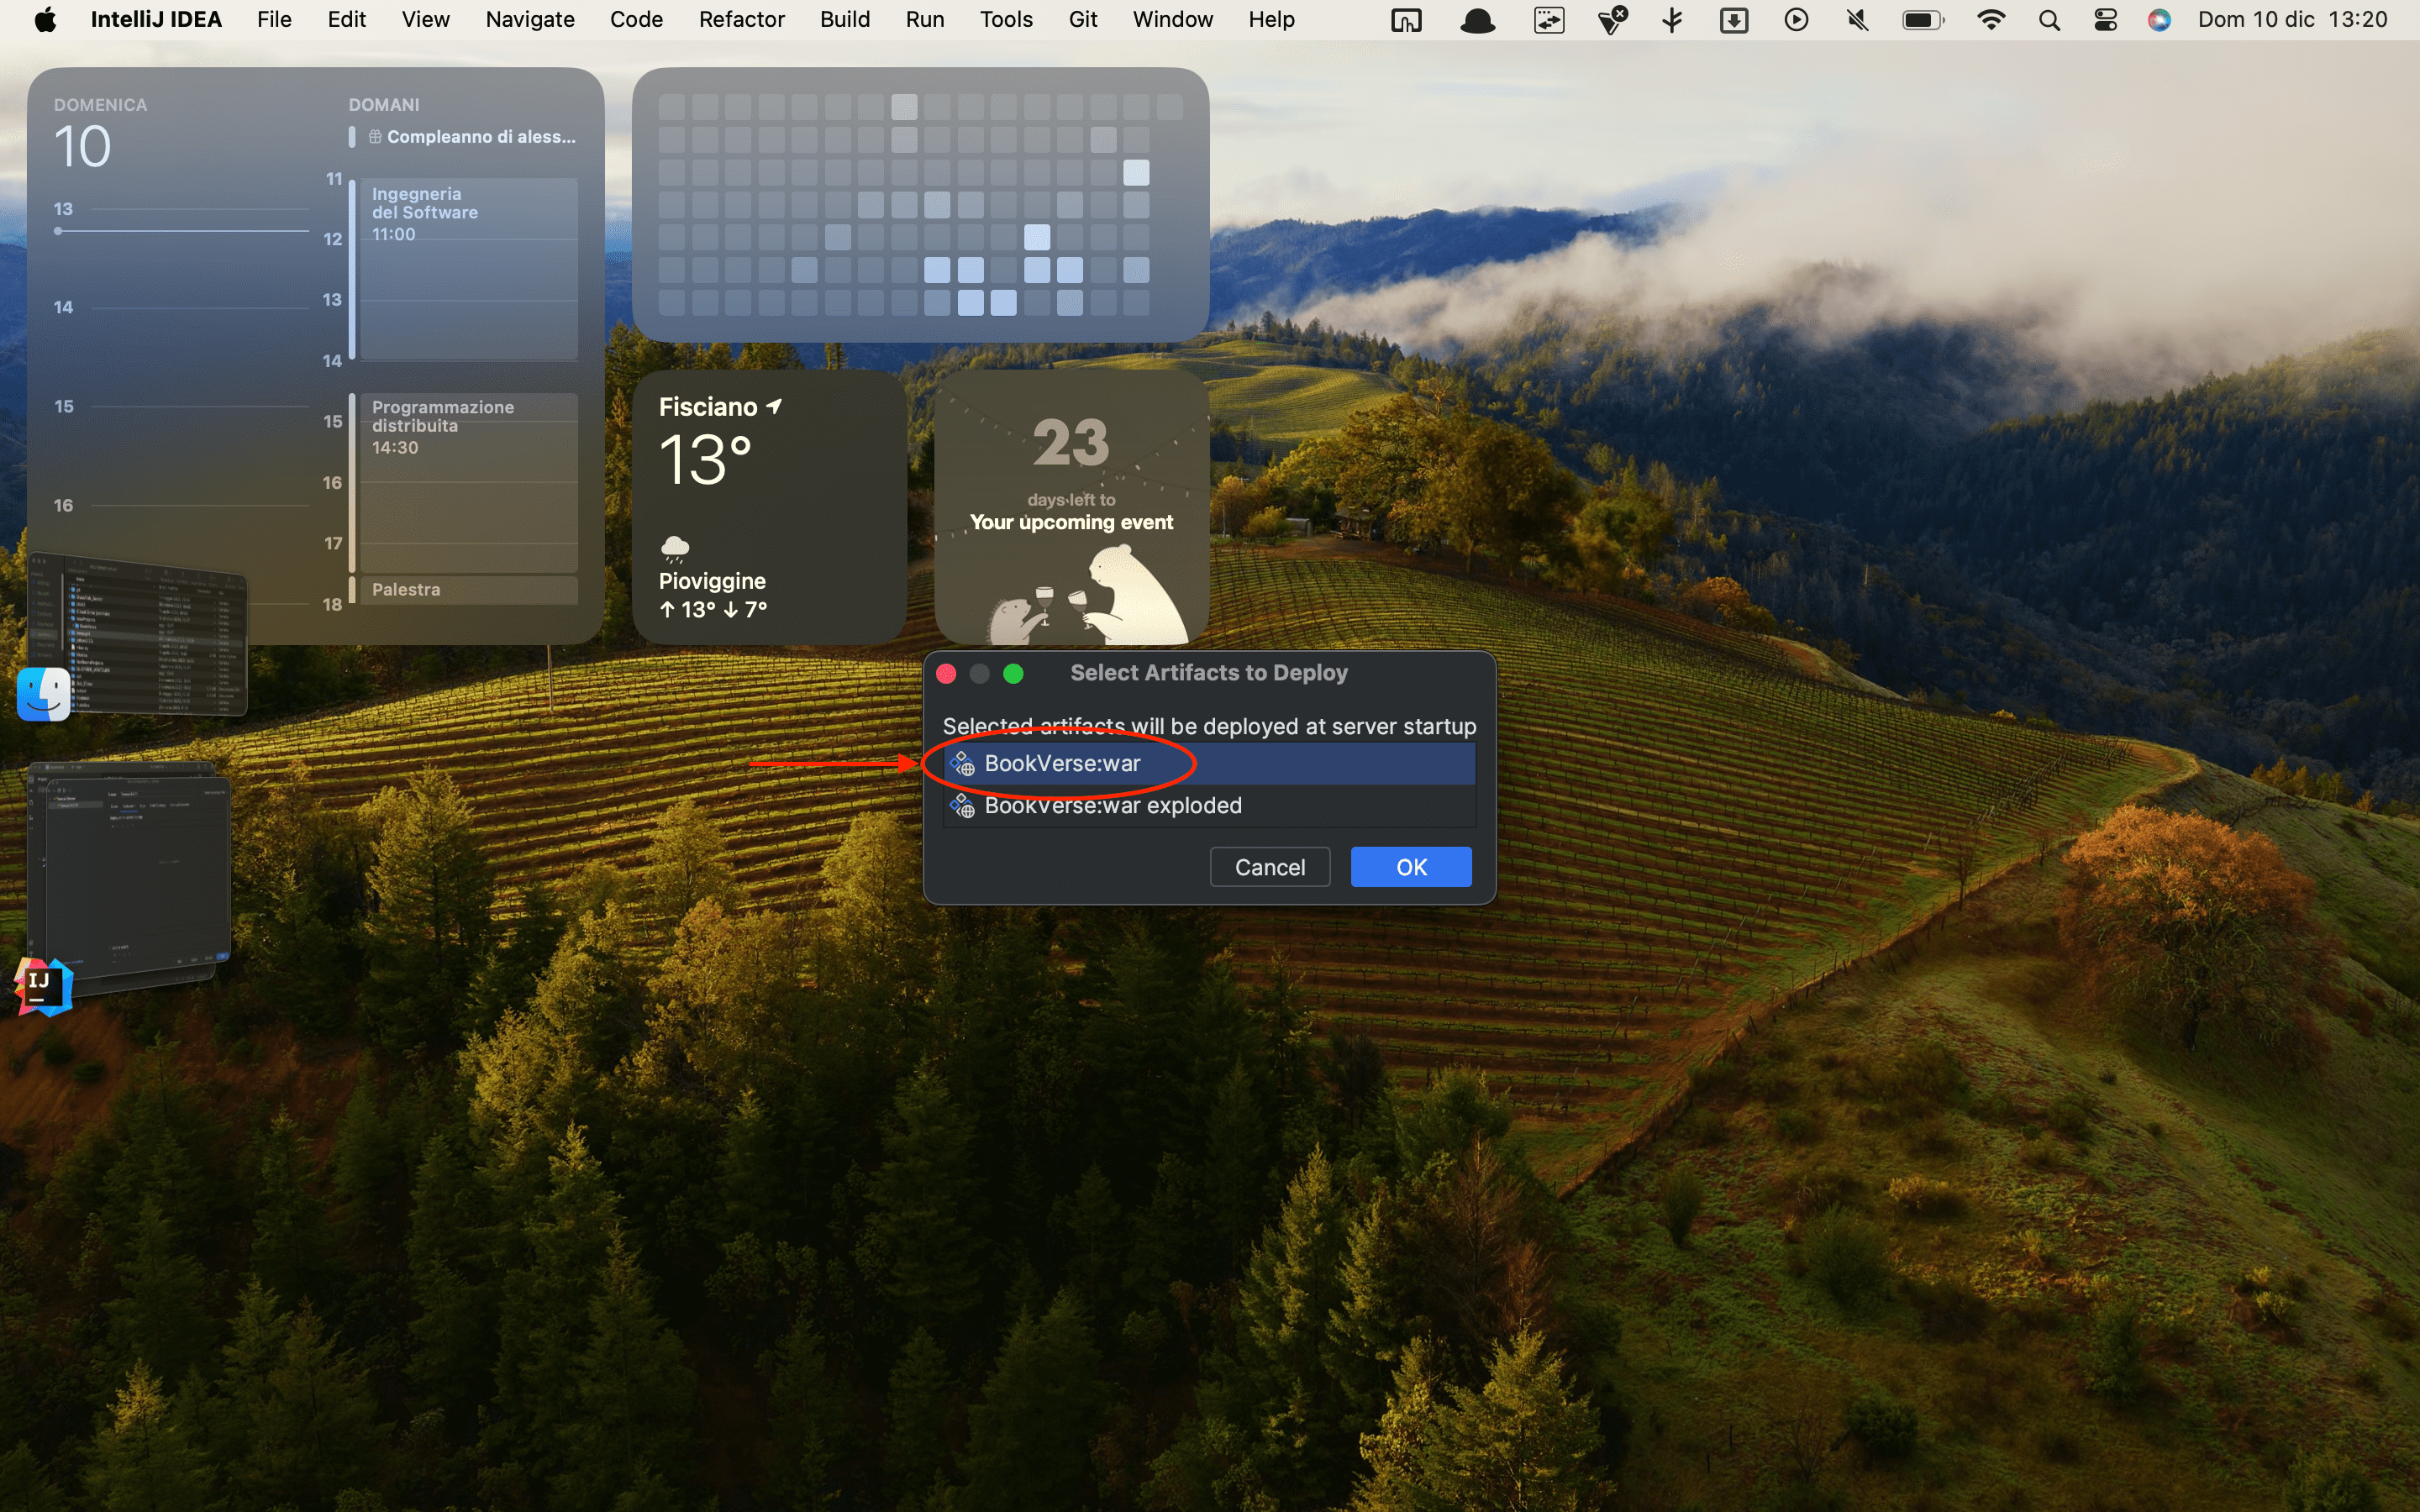 IntelliJ IDEA File Edit View Navigate Code Refactor Build Run Tools Git Window Help Dom 10 dic 13:20
DOMENICA
10
13
14
15
16
DOMANI
Compleanno di aless...
11
Ingegneria
del Software
11:00
12
13
14
Programmazione
distribuita
14:30
15
16
17
Palestra
18
Fisciano
13°
Pioviggine
↑ 13° ↓ 7°
23
days left to
Your upcoming event
IJ
Select Artifacts to Deploy
Selected artifacts will be deployed at server startup
BookVerse:war
BookVerse:war exploded
Cancel OK